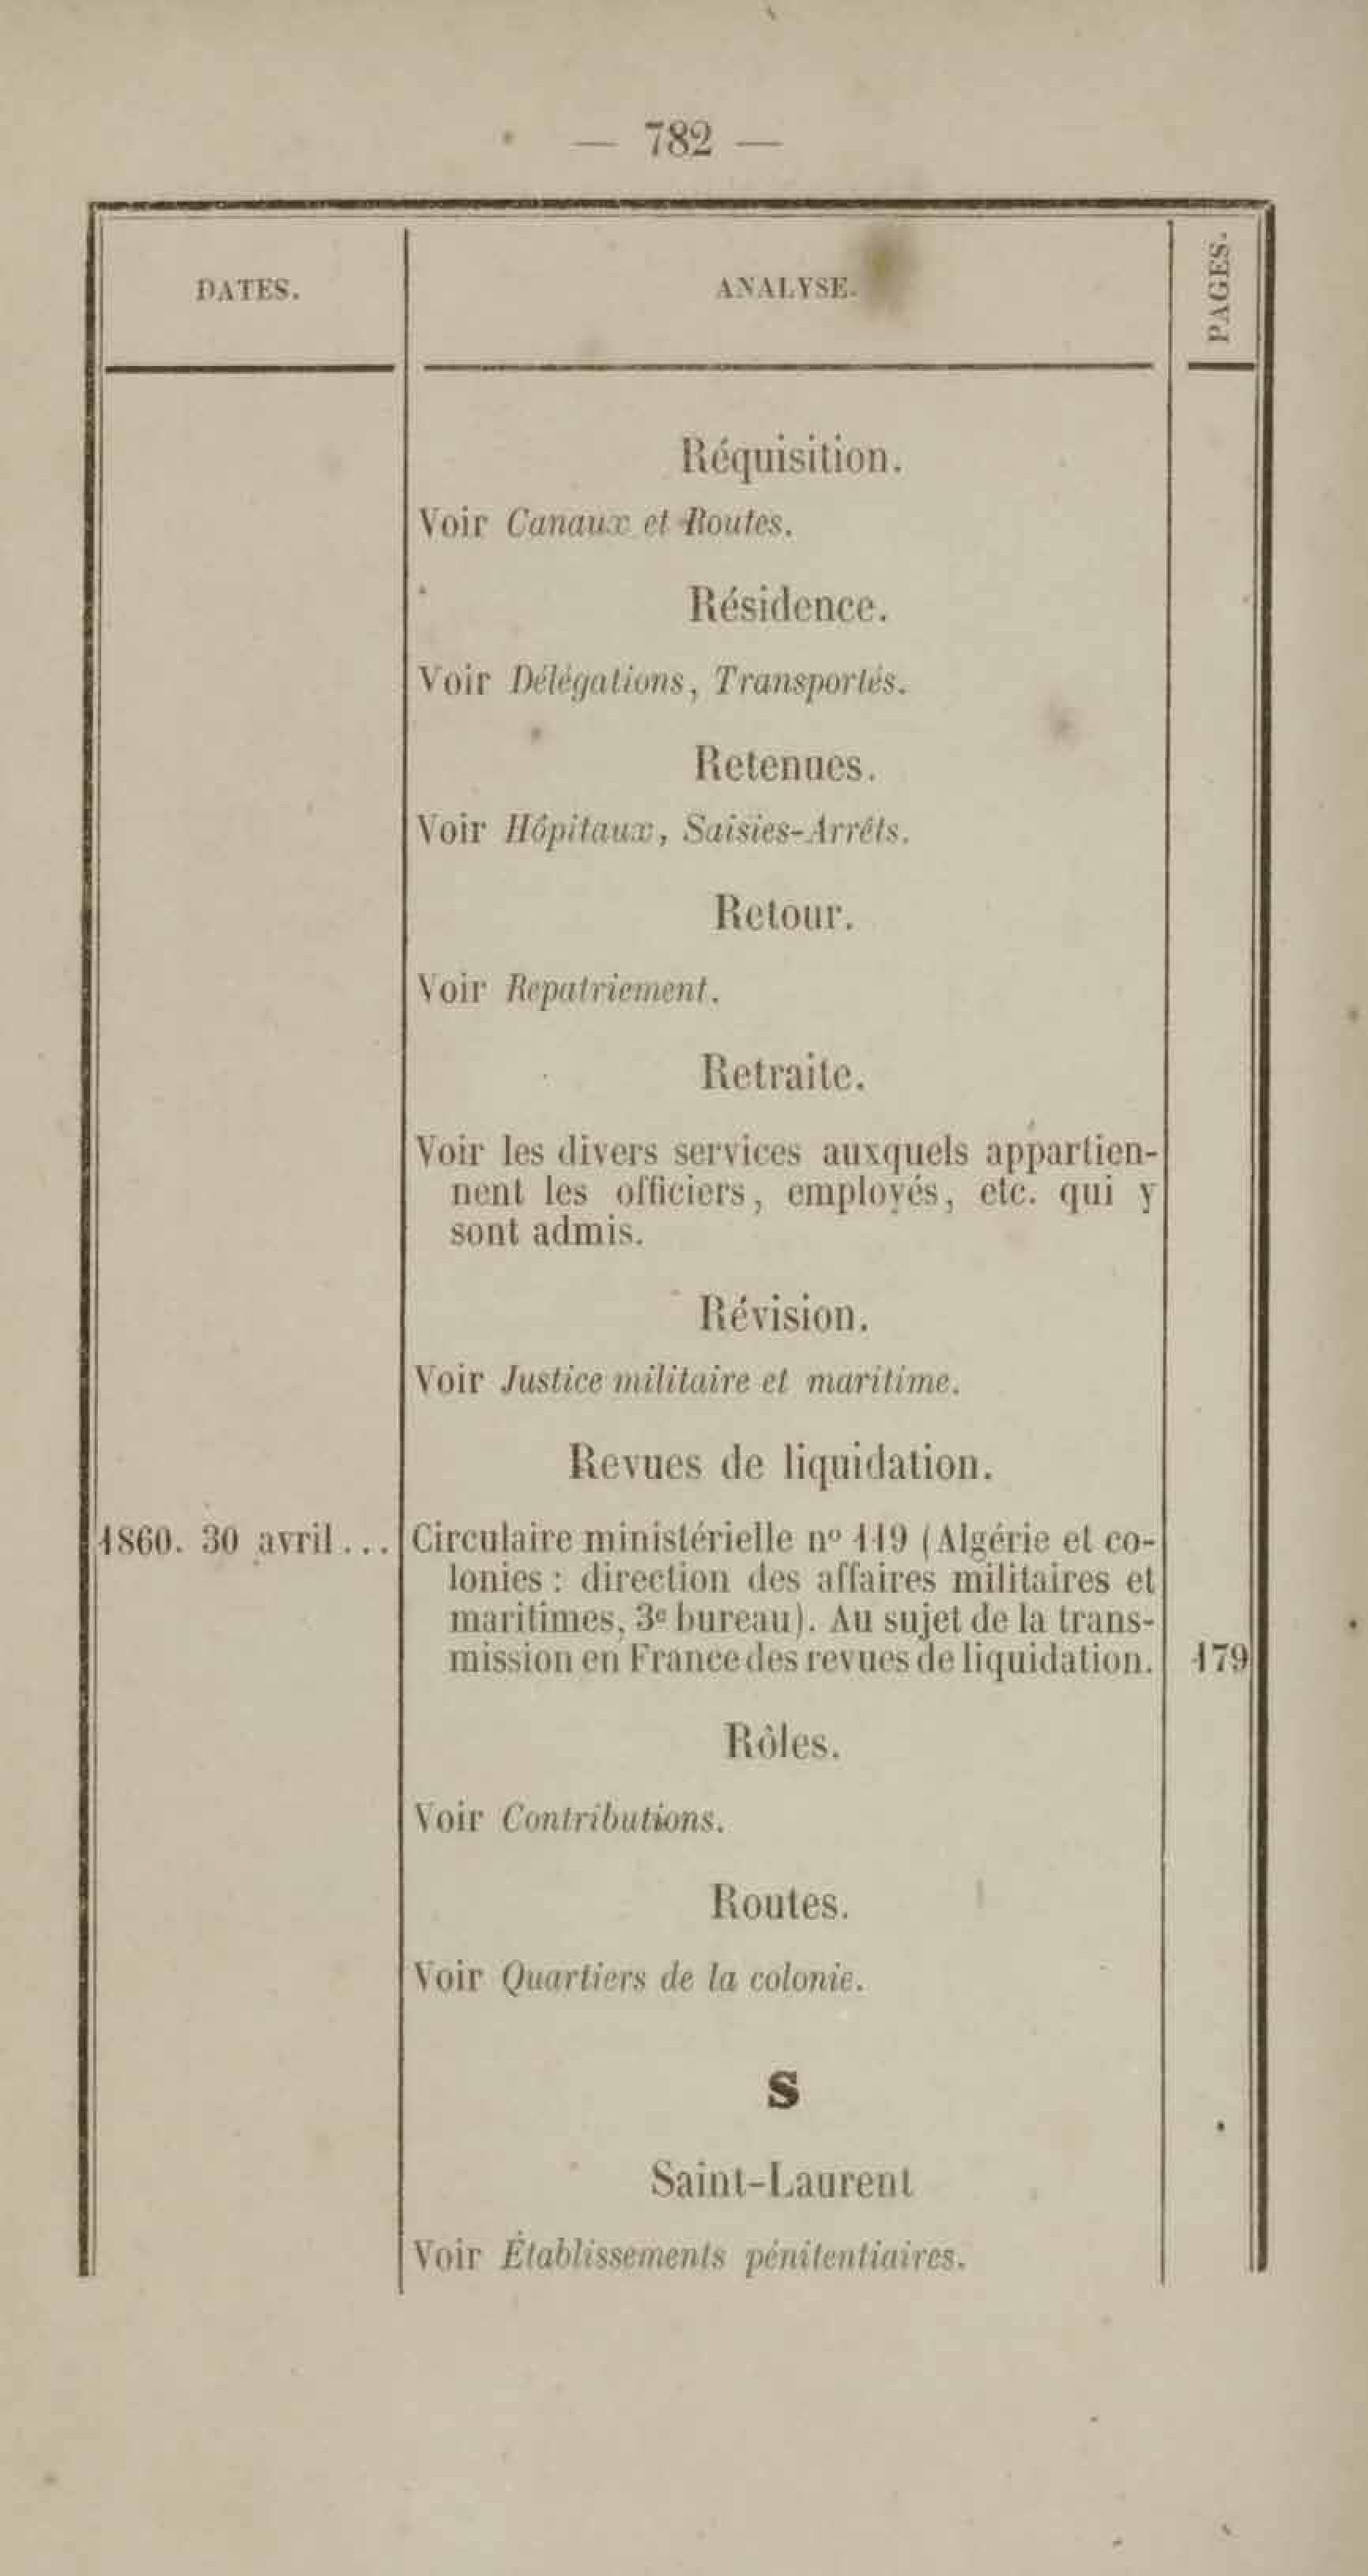 — 782 —
DATES.
ANALYSE.
PAGES.
Réquisition.
Voir Canaux et Routes.
Résidence.
Voir Délégations, Transportés.
Retenues.
Voir Hôpitaux, Saisies-Arrêts.
Retour.
Voir Repatriement.
Retraite.
Voir les divers services auxquels appartien-
nent les officiers, employés, etc. qui y
sont admis.
Révision.
Voir Justice militaire et maritime.
Revues de liquidation.
1860. 30 avril... Circulaire ministérielle nº 119 (Algérie et co-
lonies : direction des affaires militaires et
maritimes, 3e bureau). Au sujet de la trans-
mission en France des revues de liquidation. 179
Rôles.
Voir Contributions.
Routes.
Voir Quartiers de la colonie.
S
Saint-Laurent
Voir Établissements pénitentiaires.